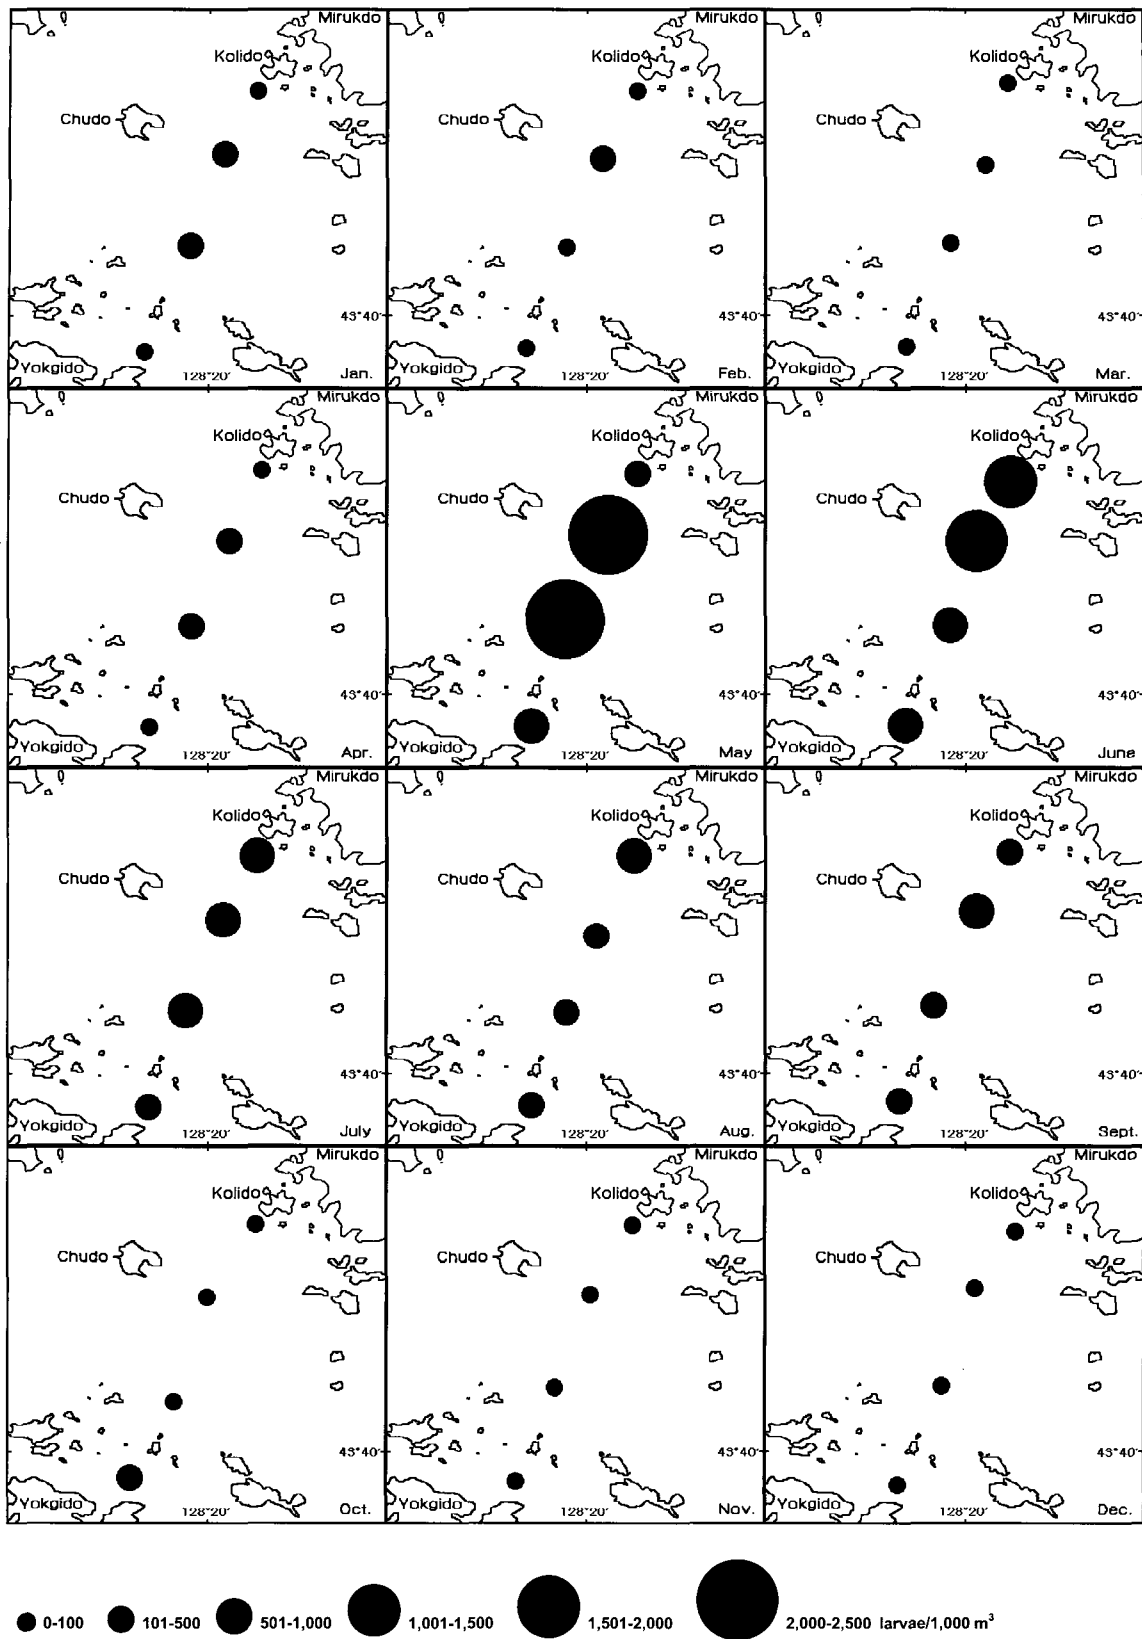 Mirukdo Mirukdo Mirukdo
Kolido Kolido Kolido
Chudo Chudo Chudo
43°40′ 43°40′ 43°40′
Yokgido 128°20′ Jan. Yokgido 128°20′ Feb. Yokgido 128°20′ Mar.
Mirukdo Mirukdo Mirukdo
Kolido Kolido Kolido
Chudo Chudo Chudo
43°40′ 43°40′ 43°40′
Yokgido 128°20′ Apr. Yokgido 128°20′ May Yokgido 128°20′ June
Mirukdo Mirukdo Mirukdo
Kolido Kolido Kolido
Chudo Chudo Chudo
43°40′ 43°40′ 43°40′
Yokgido 128°20′ July Yokgido 128°20′ Aug. Yokgido 128°20′ Sept.
Mirukdo Mirukdo Mirukdo
Kolido Kolido Kolido
Chudo Chudo Chudo
43°40′ 43°40′ 43°40′
Yokgido 128°20′ Oct. Yokgido 128°20′ Nov. Yokgido 128°20′ Dec.
0-100 101-500 501-1,000 1,001-1,500 1,501-2,000 2,000-2,500 larvae/1,000 m³